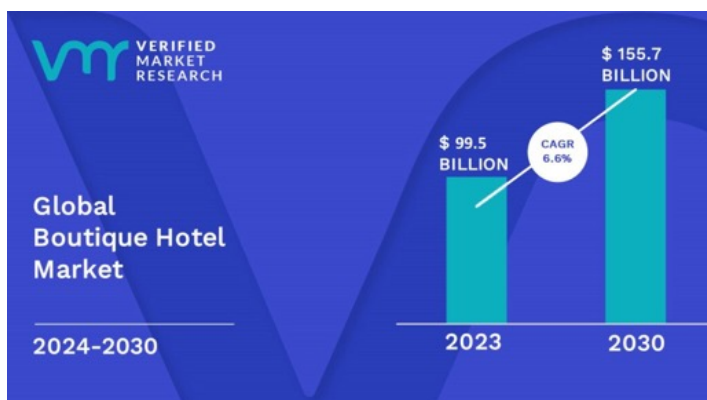 vmr
VERIFIED
MARKET
RESEARCH
Global
Boutique Hotel
Market
2024-2030
$ 99.5
BILLION
CAGR
6.6%
$ 155.7
BILLION
2023
2030